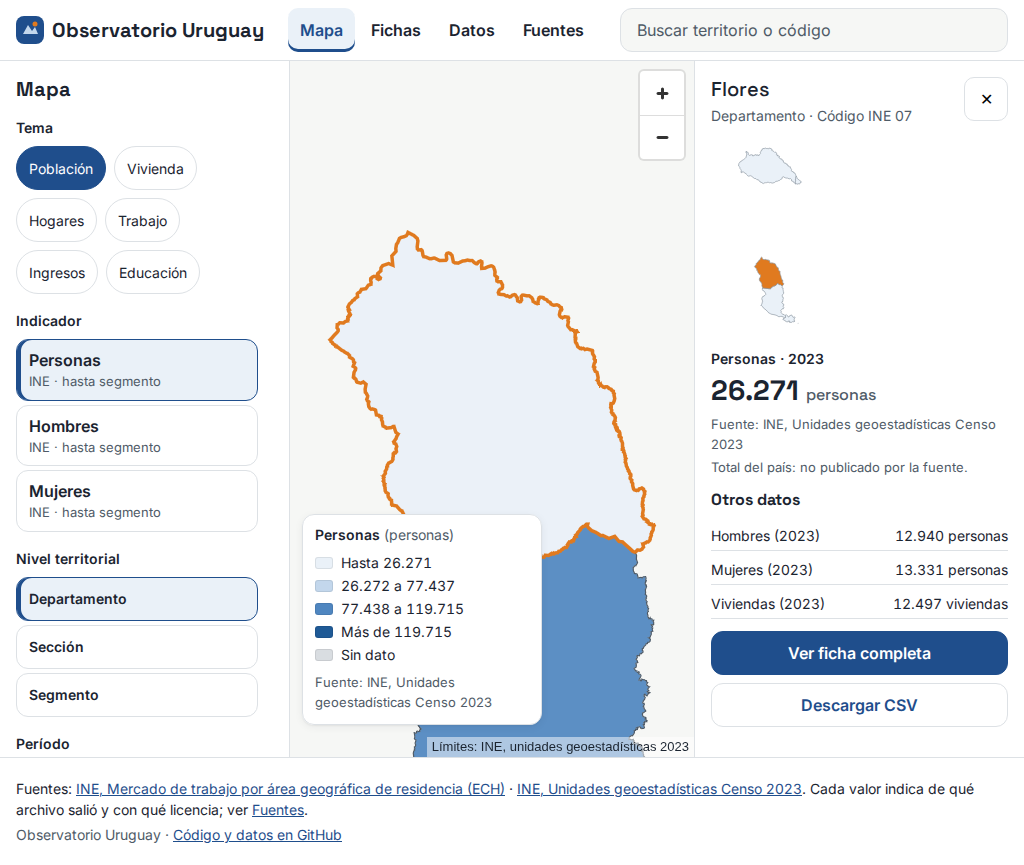 Observatorio Uruguay
Mapa
Fichas
Datos
Fuentes
Buscar territorio o código
Mapa
Tema
Población
Vivienda
Hogares
Trabajo
Ingresos
Educación
Indicador
Personas
INE · hasta segmento
Hombres
INE · hasta segmento
Mujeres
INE · hasta segmento
Nivel territorial
Departamento
Sección
Segmento
Período
+
−
Personas (personas)
Hasta 26.271
26.272 a 77.437
77.438 a 119.715
Más de 119.715
Sin dato
Fuente: INE, Unidades
geoestadísticas Censo 2023
Límites: INE, unidades geoestadísticas 2023
Flores
Departamento · Código INE 07
✕
Personas · 2023
26.271 personas
Fuente: INE, Unidades geoestadísticas Censo
2023
Total del país: no publicado por la fuente.
Otros datos
Hombres (2023) 12.940 personas
Mujeres (2023) 13.331 personas
Viviendas (2023) 12.497 viviendas
Ver ficha completa
Descargar CSV
Fuentes: INE, Mercado de trabajo por área geográfica de residencia (ECH) · INE, Unidades geoestadísticas Censo 2023. Cada valor indica de qué
archivo salió y con qué licencia; ver Fuentes.
Observatorio Uruguay · Código y datos en GitHub